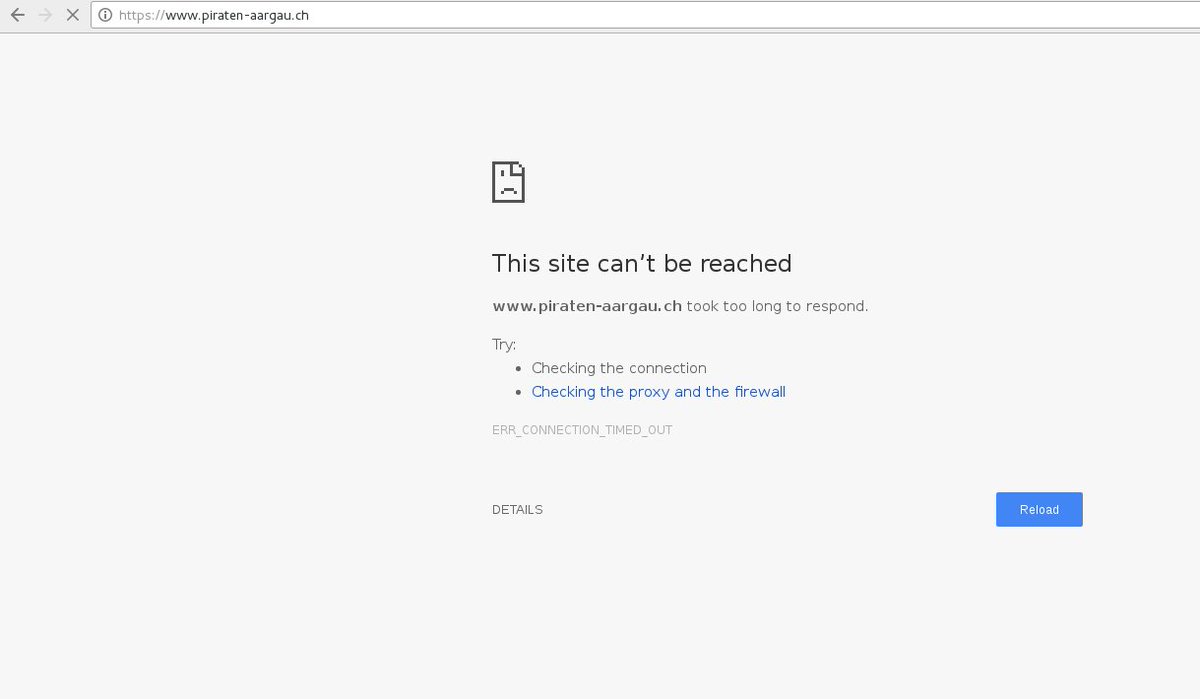 https://www.piraten-aargau.ch
This site can’t be reached
www.piraten-aargau.ch took too long to respond.
Try:
• Checking the connection
• Checking the proxy and the firewall
ERR_CONNECTION_TIMED_OUT
DETAILS
Reload